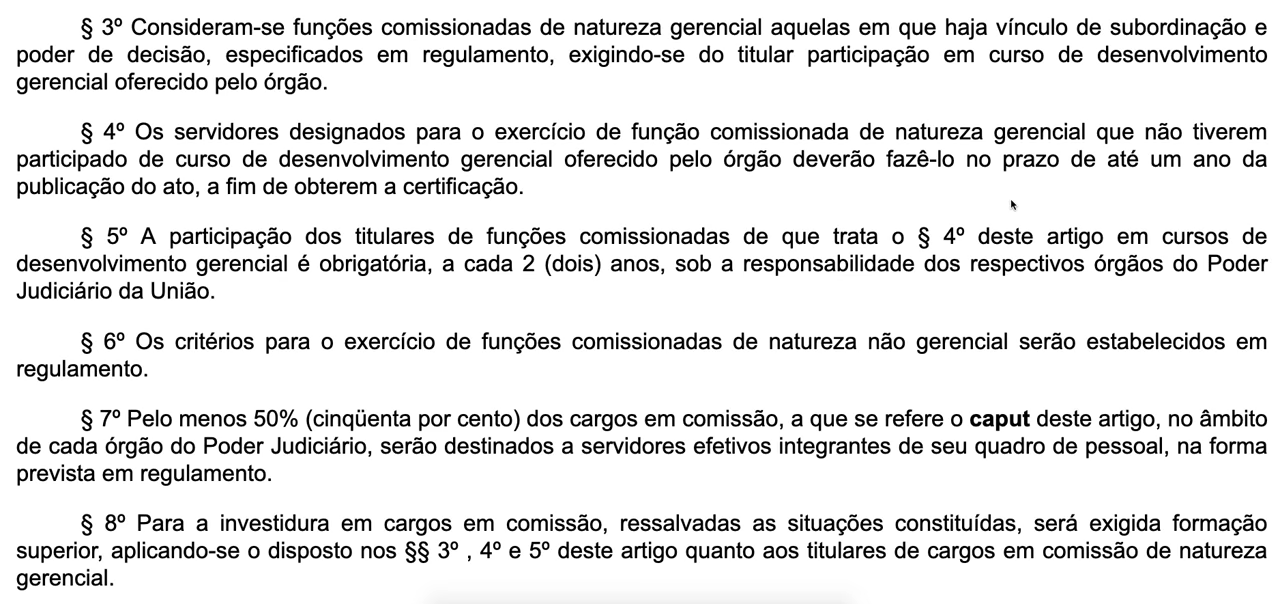 § 3º Consideram-se funções comissionadas de natureza gerencial aquelas em que haja vínculo de subordinação e
poder de decisão, especificados em regulamento, exigindo-se do titular participação em curso de desenvolvimento
gerencial oferecido pelo órgão.
§ 4º Os servidores designados para o exercício de função comissionada de natureza gerencial que não tiverem
participado de curso de desenvolvimento gerencial oferecido pelo órgão deverão fazê-lo no prazo de até um ano da
publicação do ato, a fim de obterem a certificação.
§ 5º A participação dos titulares de funções comissionadas de que trata o § 4º deste artigo em cursos de
desenvolvimento gerencial é obrigatória, a cada 2 (dois) anos, sob a responsabilidade dos respectivos órgãos do Poder
Judiciário da União.
§ 6º Os critérios para o exercício de funções comissionadas de natureza não gerencial serão estabelecidos em
regulamento.
§ 7º Pelo menos 50% (cinqüenta por cento) dos cargos em comissão, a que se refere o caput deste artigo, no âmbito
de cada órgão do Poder Judiciário, serão destinados a servidores efetivos integrantes de seu quadro de pessoal, na forma
prevista em regulamento.
§ 8º Para a investidura em cargos em comissão, ressalvadas as situações constituídas, será exigida formação
superior, aplicando-se o disposto nos §§ 3º , 4º e 5º deste artigo quanto aos titulares de cargos em comissão de natureza
gerencial.